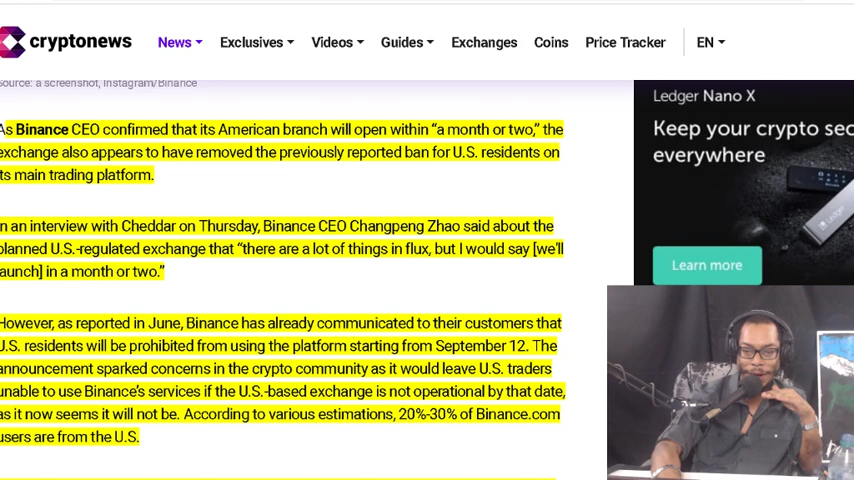 cryptonews
News Exclusives Videos Guides Exchanges Coins Price Tracker EN
Source: a screenshot, Instagram/Binance
As Binance CEO confirmed that its American branch will open within “a month or two,” the
exchange also appears to have removed the previously reported ban for U.S. residents on
its main trading platform.
In an interview with Cheddar on Thursday, Binance CEO Changpeng Zhao said about the
planned U.S.-regulated exchange that “there are a lot of things in flux, but I would say [we’ll
launch] in a month or two.”
However, as reported in June, Binance has already communicated to their customers that
U.S. residents will be prohibited from using the platform starting from September 12. The
announcement sparked concerns in the crypto community as it would leave U.S. traders
unable to use Binance’s services if the U.S.-based exchange is not operational by that date,
as it now seems it will not be. According to various estimations, 20%-30% of Binance.com
users are from the U.S.
Ledger Nano X
Keep your crypto sec
everywhere
Learn more